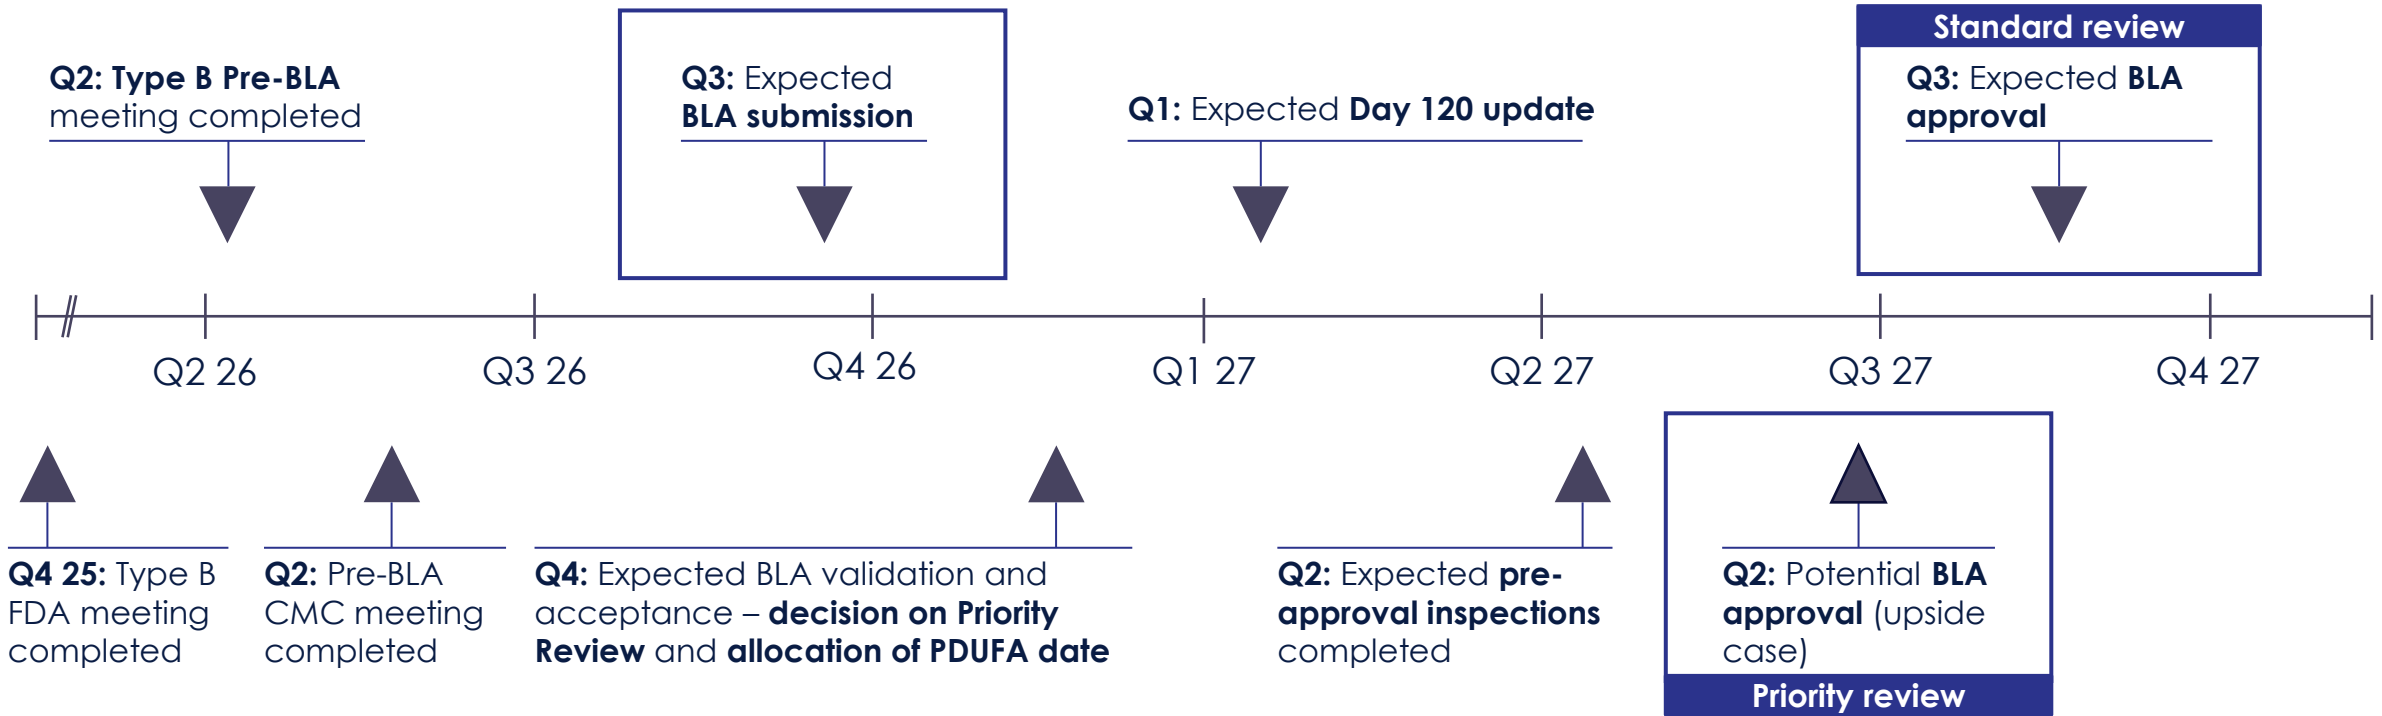 Standard review
Q2: Type B Pre-BLA
meeting completed
Q3: Expected
BLA submission
Q1: Expected Day 120 update
Q3: Expected BLA
approval
Q2 26
Q3 26
Q4 26
Q1 27
Q2 27
Q3 27
Q4 27
Q4 25: Type B
FDA meeting
completed
Q2: Pre-BLA
CMC meeting
completed
Q4: Expected BLA validation and
acceptance – decision on Priority
Review and allocation of PDUFA date
Q2: Expected pre-
approval inspections
completed
Q2: Potential BLA
approval (upside
case)
Priority review